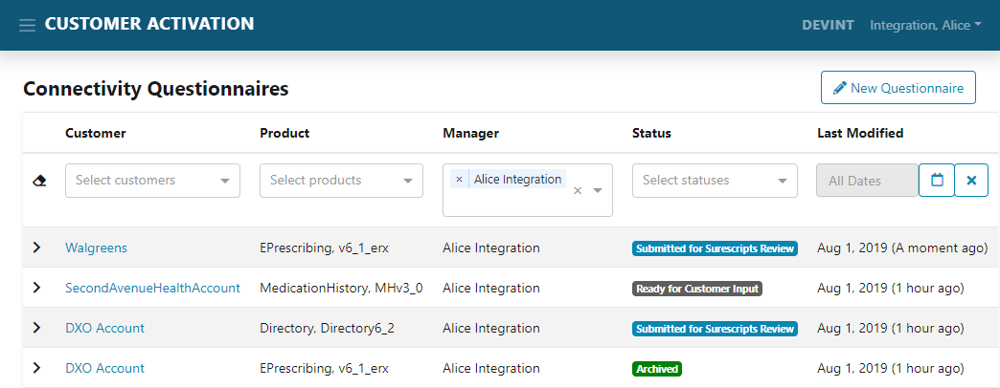 CUSTOMER ACTIVATION DEVINT Integration, Alice
Connectivity Questionnaires New Questionnaire
Customer Product Manager Status Last Modified
Select customers Select products × Alice Integration × Select statuses All Dates
Walgreens EPrescribing, v6_1_erx Alice Integration Submitted for Surescripts Review Aug 1, 2019 (A moment ago)
SecondAvenueHealthAccount MedicationHistory, MHv3_0 Alice Integration Ready for Customer Input Aug 1, 2019 (1 hour ago)
DXO Account Directory, Directory6_2 Alice Integration Submitted for Surescripts Review Aug 1, 2019 (1 hour ago)
DXO Account EPrescribing, v6_1_erx Alice Integration Archived Aug 1, 2019 (1 hour ago)